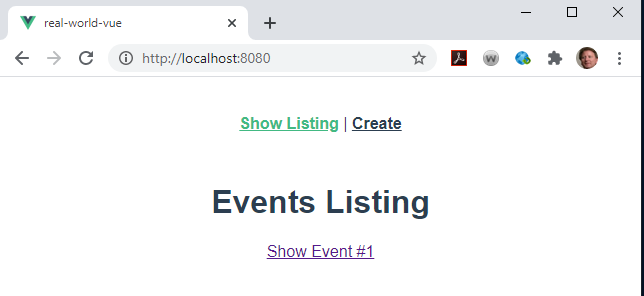 real-world-vue
http://localhost:8080
W
Show Listing | Create
Events Listing
Show Event #1